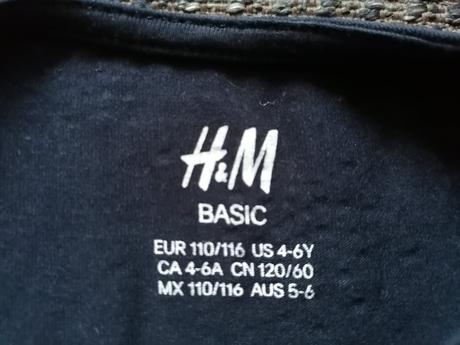 H&M
BASIC
EUR 110/116 US 4-6Y
CA 4-6A CN 120/60
MX 110/116 AUS 5-6